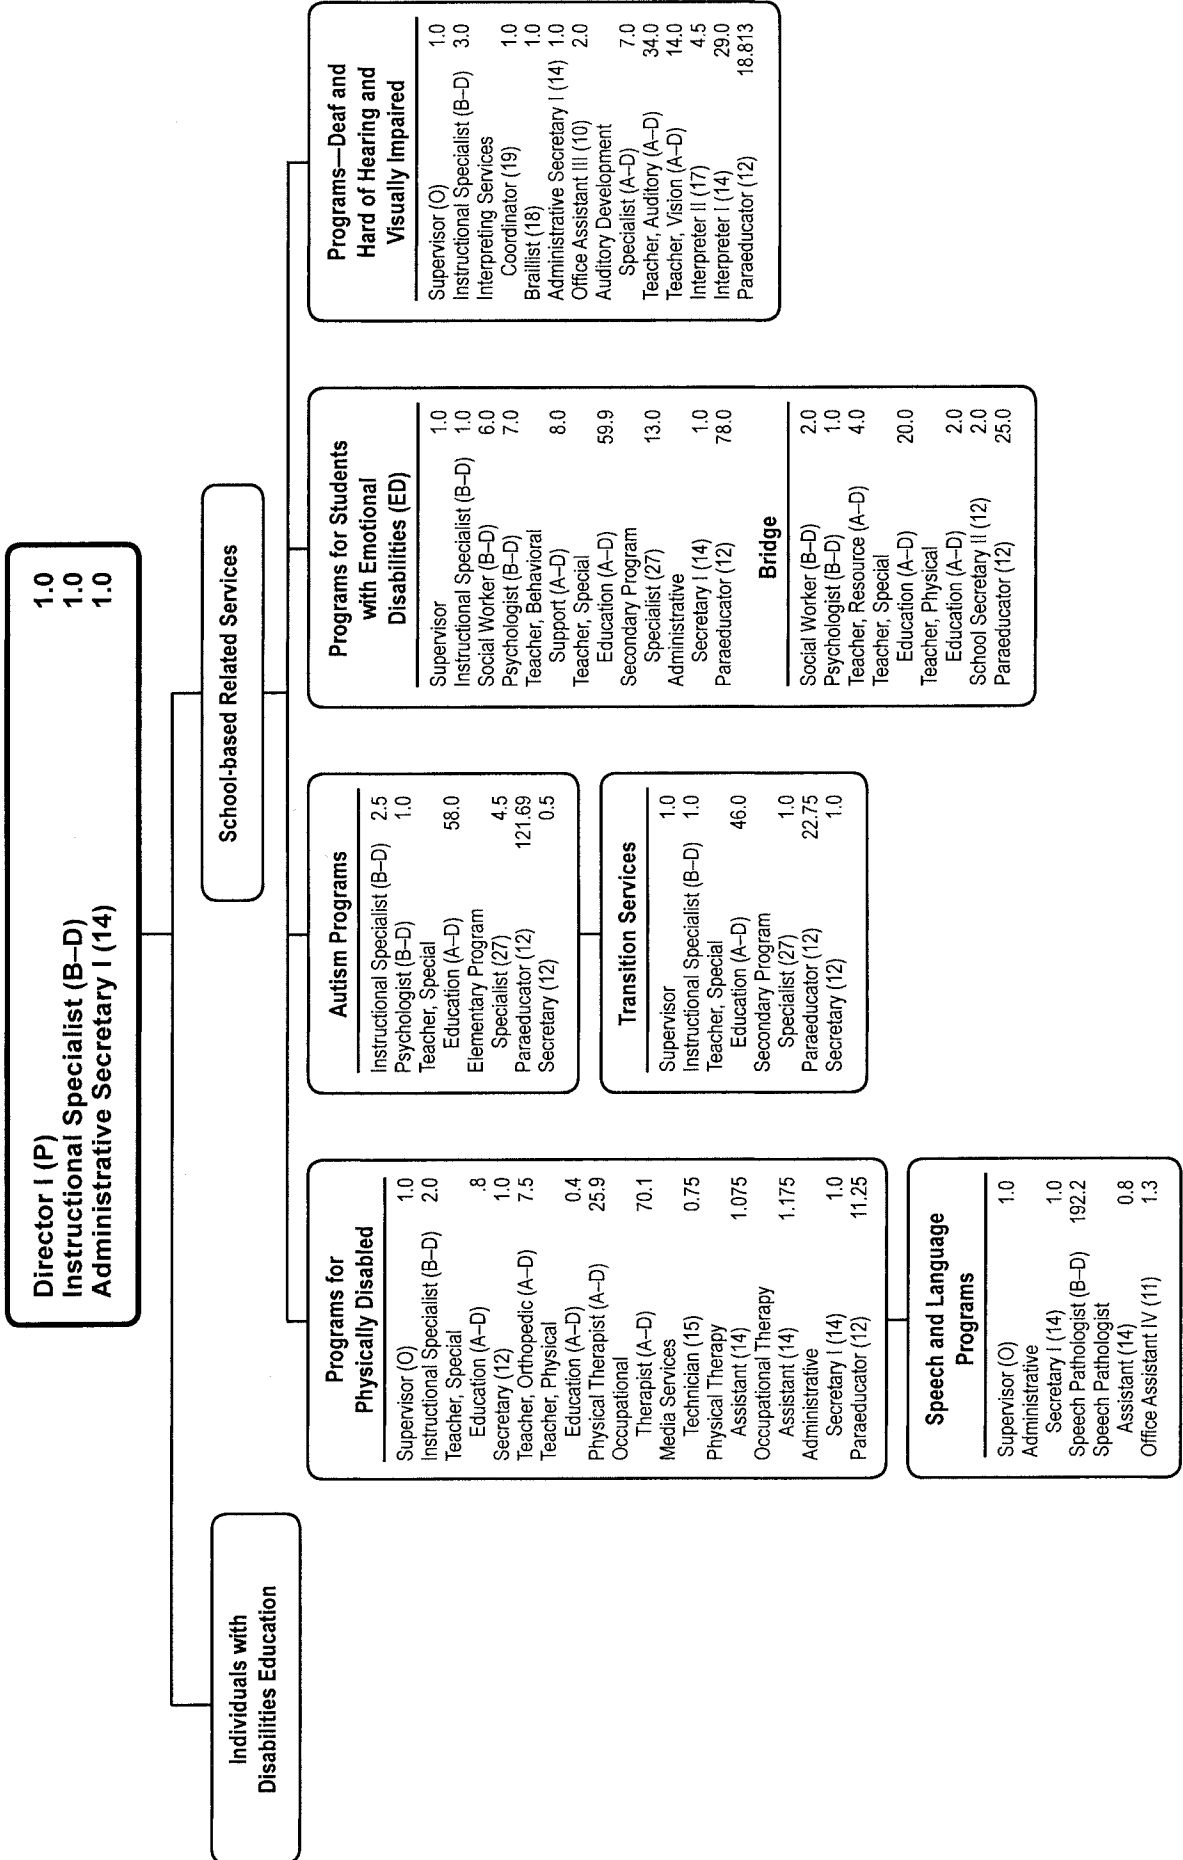 Director I (P) 1.0
Instructional Specialist (B–D) 1.0
Administrative Secretary I (14) 1.0
Individuals with
Disabilities Education
School-based Related Services
Programs for
Physically Disabled
Supervisor (O) 1.0
Instructional Specialist (B–D) 2.0
Teacher, Special
Education (A–D) .8
Secretary (12) 1.0
Teacher, Orthopedic (A–D) 7.5
Teacher, Physical
Education (A–D) 0.4
Physical Therapist (A–D) 25.9
Occupational
Therapist (A–D) 70.1
Media Services
Technician (15) 0.75
Physical Therapy
Assistant (14) 1.075
Occupational Therapy
Assistant (14) 1.175
Administrative
Secretary I (14) 1.0
Paraeducator (12) 11.25
Speech and Language
Programs
Supervisor (O) 1.0
Administrative
Secretary I (14) 1.0
Speech Pathologist (B–D) 192.2
Speech Pathologist
Assistant (14) 0.8
Office Assistant IV (11) 1.3
Autism Programs
Instructional Specialist (B–D) 2.5
Psychologist (B–D) 1.0
Teacher, Special
Education (A–D) 58.0
Elementary Program
Specialist (27) 4.5
Paraeducator (12) 121.69
Secretary (12) 0.5
Transition Services
Supervisor 1.0
Instructional Specialist (B–D) 1.0
Teacher, Special
Education (A–D) 46.0
Secondary Program
Specialist (27) 1.0
Paraeducator (12) 22.75
Secretary (12) 1.0
Programs for Students
with Emotional
Disabilities (ED)
Supervisor 1.0
Instructional Specialist (B–D) 1.0
Social Worker (B–D) 6.0
Psychologist (B–D) 7.0
Teacher, Behavioral
Support (A–D) 8.0
Teacher, Special
Education (A–D) 59.9
Secondary Program
Specialist (27) 13.0
Administrative
Secretary I (14) 1.0
Paraeducator (12) 78.0
Bridge
Social Worker (B–D) 2.0
Psychologist (B–D) 1.0
Teacher, Resource (A–D) 4.0
Teacher, Special
Education (A–D) 20.0
Teacher, Physical
Education (A–D) 2.0
School Secretary II (12) 2.0
Paraeducator (12) 25.0
Programs—Deaf and
Hard of Hearing and
Visually Impaired
Supervisor (O) 1.0
Instructional Specialist (B–D) 3.0
Interpreting Services
Coordinator (19) 1.0
Braillist (18) 1.0
Administrative Secretary I (14) 1.0
Office Assistant III (10) 2.0
Auditory Development
Specialist (A–D) 7.0
Teacher, Auditory (A–D) 34.0
Teacher, Vision (A–D) 14.0
Interpreter II (17) 4.5
Interpreter I (14) 29.0
Paraeducator (12) 18.813